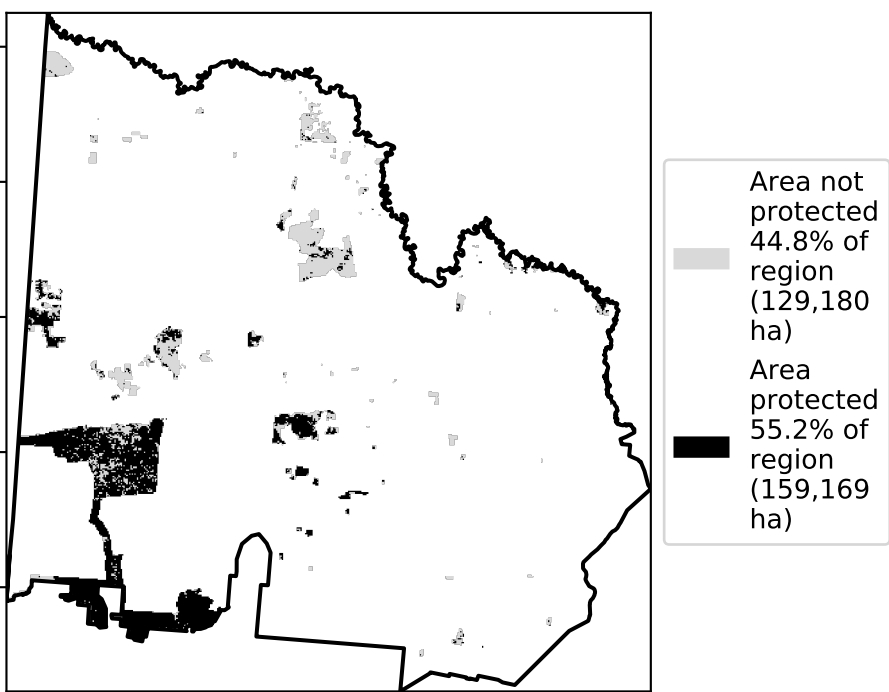 Area not
protected
44.8% of
region
(129,180
ha)
Area
protected
55.2% of
region
(159,169
ha)